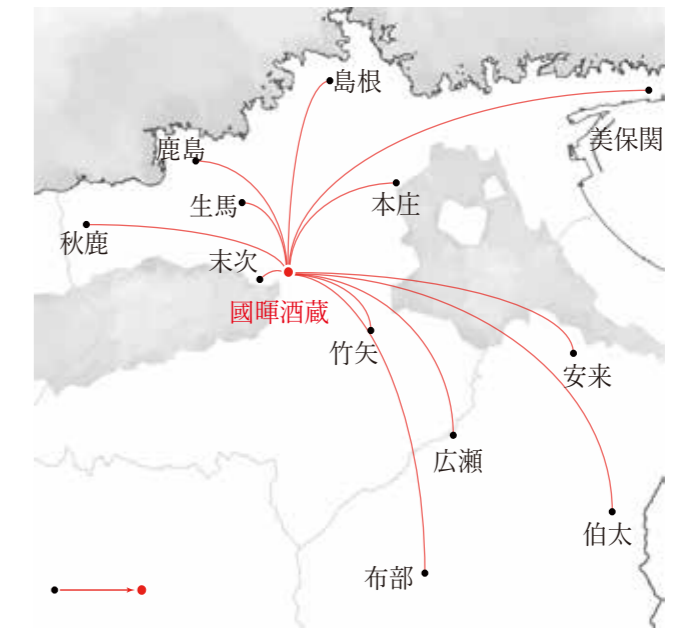 島根
美保関
鹿島
生馬
本庄
秋鹿
末次
國暉酒蔵
竹矢
安来
広瀬
伯太
布部